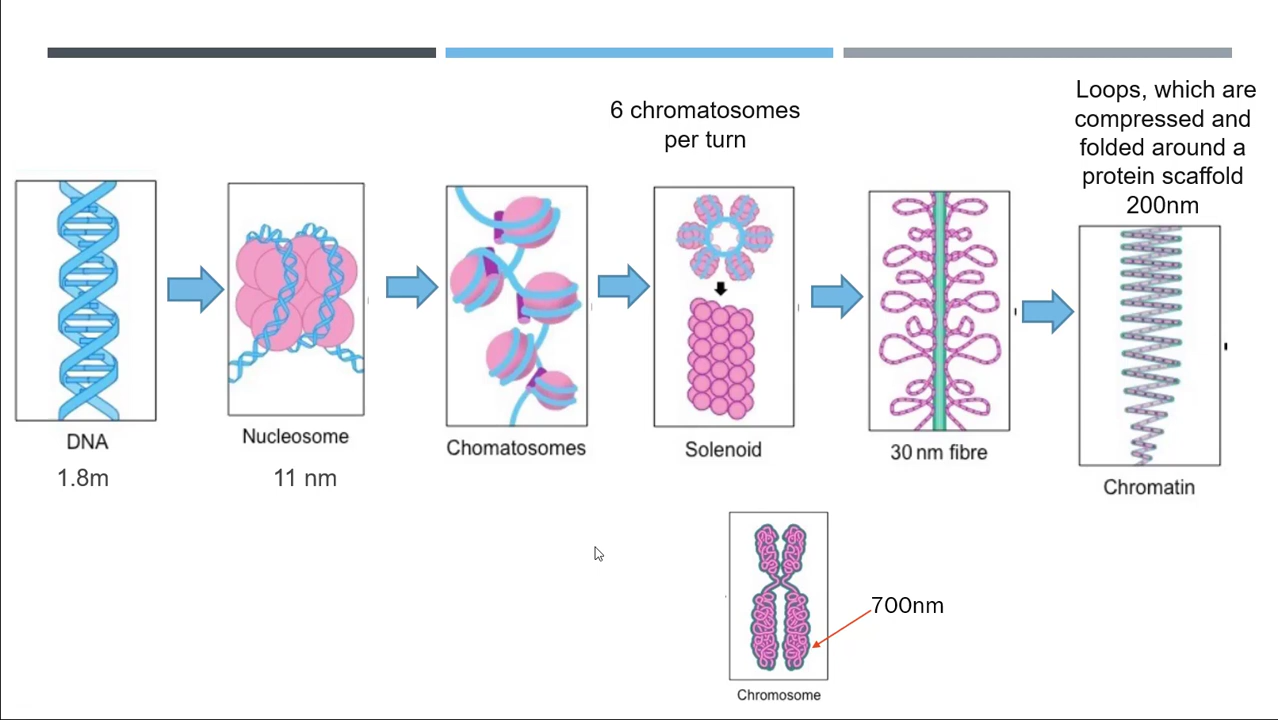 6 chromatosomes
per turn
Loops, which are
compressed and
folded around a
protein scaffold
200nm
DNA
1.8m
Nucleosome
11 nm
Chomatosomes
Solenoid
30 nm fibre
Chromatin
700nm
Chromosome